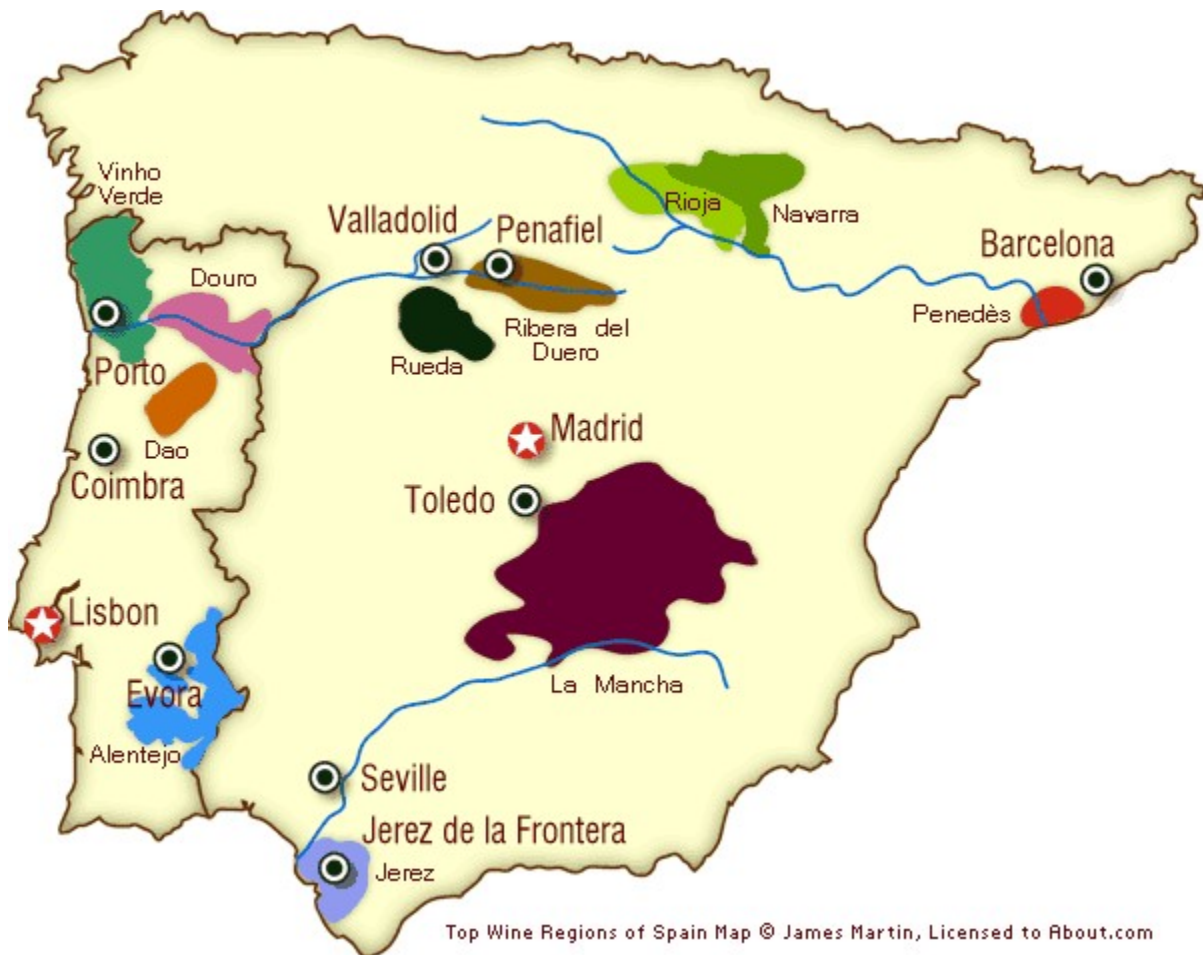 Vinho
Verde
Valladolid
Penafiel
Rioja
Navarra
Barcelona
Douro
Penedès
Ribera del
Duero
Rueda
Porto
Madrid
Dao
Coimbra
Toledo
Lisbon
La Mancha
Evora
Alentejo
Seville
Jerez de la Frontera
Jerez
Top Wine Regions of Spain Map © James Martin, Licensed to About.com